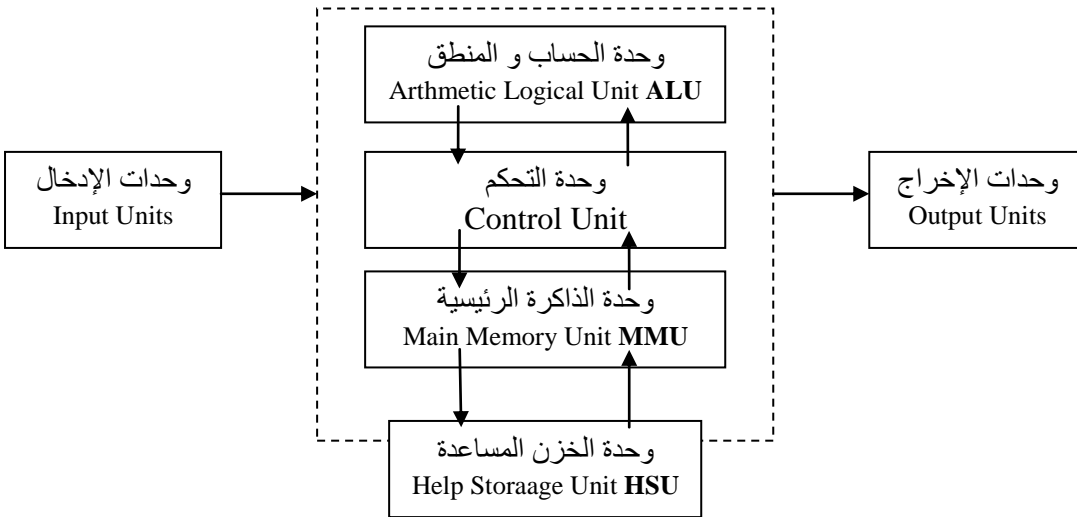 وحدة الحساب و المنطق
Arthmetic Logical Unit ALU
وحدات الإدخال
Input Units
وحدة التحكم
Control Unit
وحدات الإخراج
Output Units
وحدة الذاكرة الرئيسية
Main Memory Unit MMU
وحدة الخزن المساعدة
Help Storaage Unit HSU